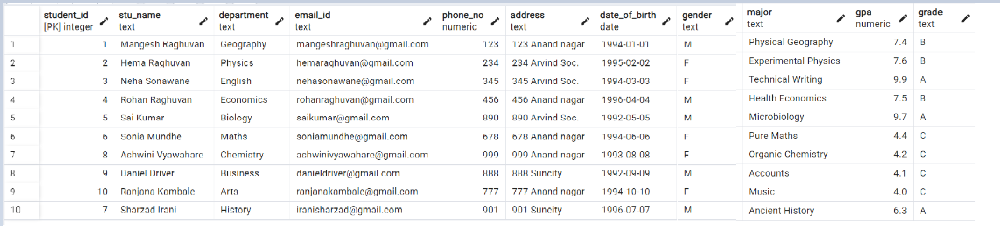 student_id stu_name department email_id phone_no address date_of_birth gender major gpa grade
[PK] integer text text text numeric text date text text numeric text
1 1 Mangesh Raghuvan Geography mangeshraghuvan@gmail.com 123 123 Anand nagar 1994-01-01 M Physical Geography 7.4 B
2 2 Hema Raghuvan Physics hemaraghuvan@gmail.com 234 234 Arvind Soc. 1995-02-02 F Experimental Physics 7.6 B
3 3 Neha Sonawane English nehasonawane@gmail.com 345 345 Arvind Soc. 1994-03-03 F Technical Writing 9.9 A
4 4 Rohan Raghuvan Economics rohanraghuvan@gmail.com 456 456 Anand nagar 1996-04-04 M Health Economics 7.5 B
5 5 Sai Kumar Biology saikumar@gmail.com 890 890 Arvind Soc. 1992-05-05 M Microbiology 9.7 A
6 6 Sonia Mundhe Maths soniamundhe@gmail.com 678 678 Anand nagar 1994-06-06 F Pure Maths 4.4 C
7 8 Ashwini Vyawahare Chemistry ashwinivyawahare@gmail.com 999 999 Anand nagar 1993-08-08 F Organic Chemistry 4.2 C
8 9 Daniel Driver Business danieldriver@gmail.com 888 888 Suncity 1992-09-09 M Accounts 4.1 C
9 10 Ranjana Kambale Arts ranjanakambale@gmail.com 777 777 Anand nagar 1994-10-10 F Music 4.0 C
10 7 Sharzad Irani History iranisharzad@gmail.com 901 901 Suncity 1996-07-07 M Ancient History 6.3 A